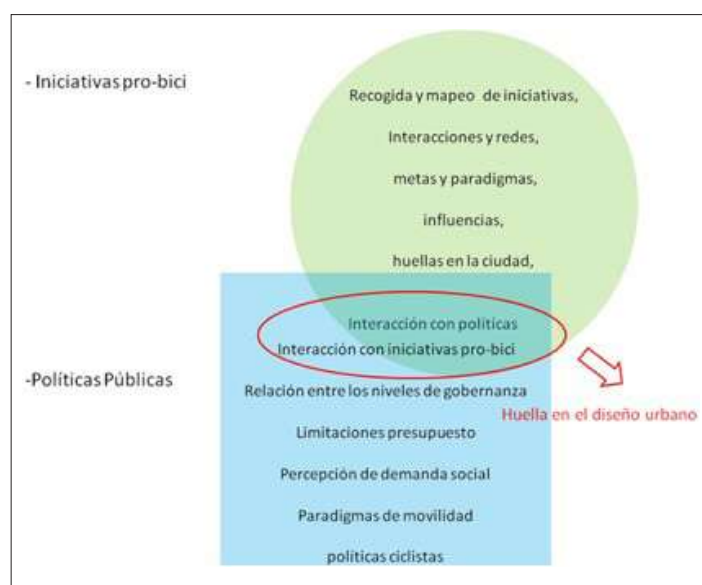 - Iniciativas pro-bici
Recogida y mapeo de iniciativas,
Interacciones y redes,
metas y paradigmas,
influencias,
huellas en la ciudad,
Interacción con políticas
Interacción con iniciativas pro-bici
-Políticas Públicas
Relación entre los niveles de gobernanza
Huella en el diseño urbano
Limitaciones presupuesto
Percepción de demanda social
Paradigmas de movilidad
políticas ciclistas